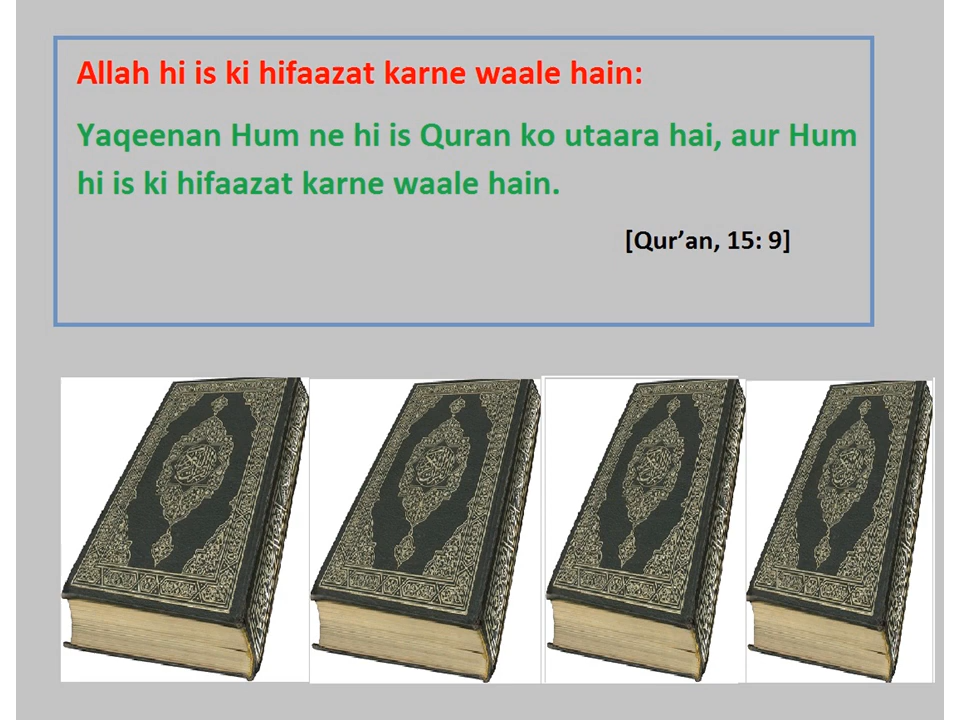 Allah hi is ki hifaazat karne waale hain:
Yaqeenan Hum ne hi is Quran ko utaara hai, aur Hum
hi is ki hifaazat karne waale hain.
[Qur’an, 15: 9]